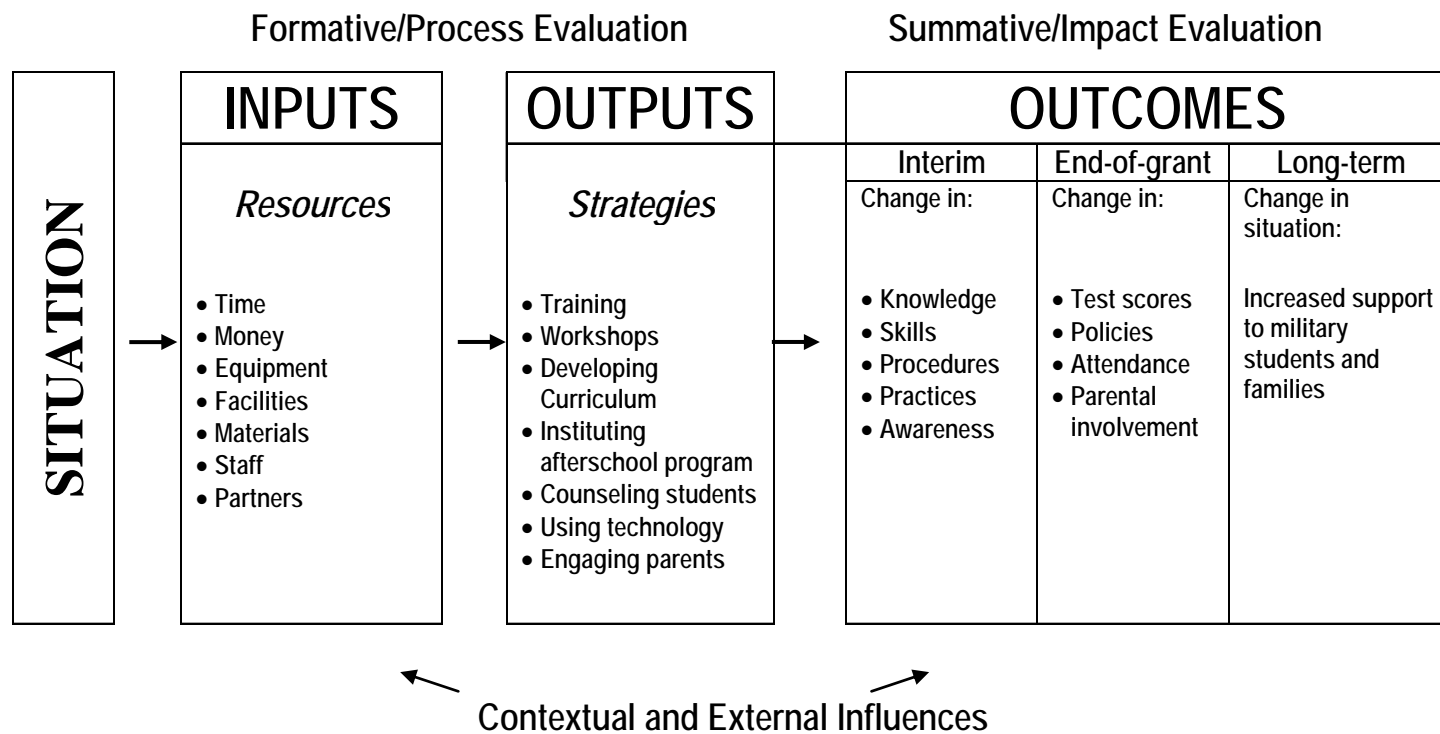 Formative/Process Evaluation
Summative/Impact Evaluation
SITUATION
INPUTS
Resources
• Time
• Money
• Equipment
• Facilities
• Materials
• Staff
• Partners
OUTPUTS
Strategies
• Training
• Workshops
• Developing
Curriculum
• Instituting
afterschool program
• Counseling students
• Using technology
• Engaging parents
OUTCOMES
Interim
Change in:
• Knowledge
• Skills
• Procedures
• Practices
• Awareness
End-of-grant
Change in:
• Test scores
• Policies
• Attendance
• Parental
involvement
Long-term
Change in
situation:
Increased support
to military
students and
families
Contextual and External Influences